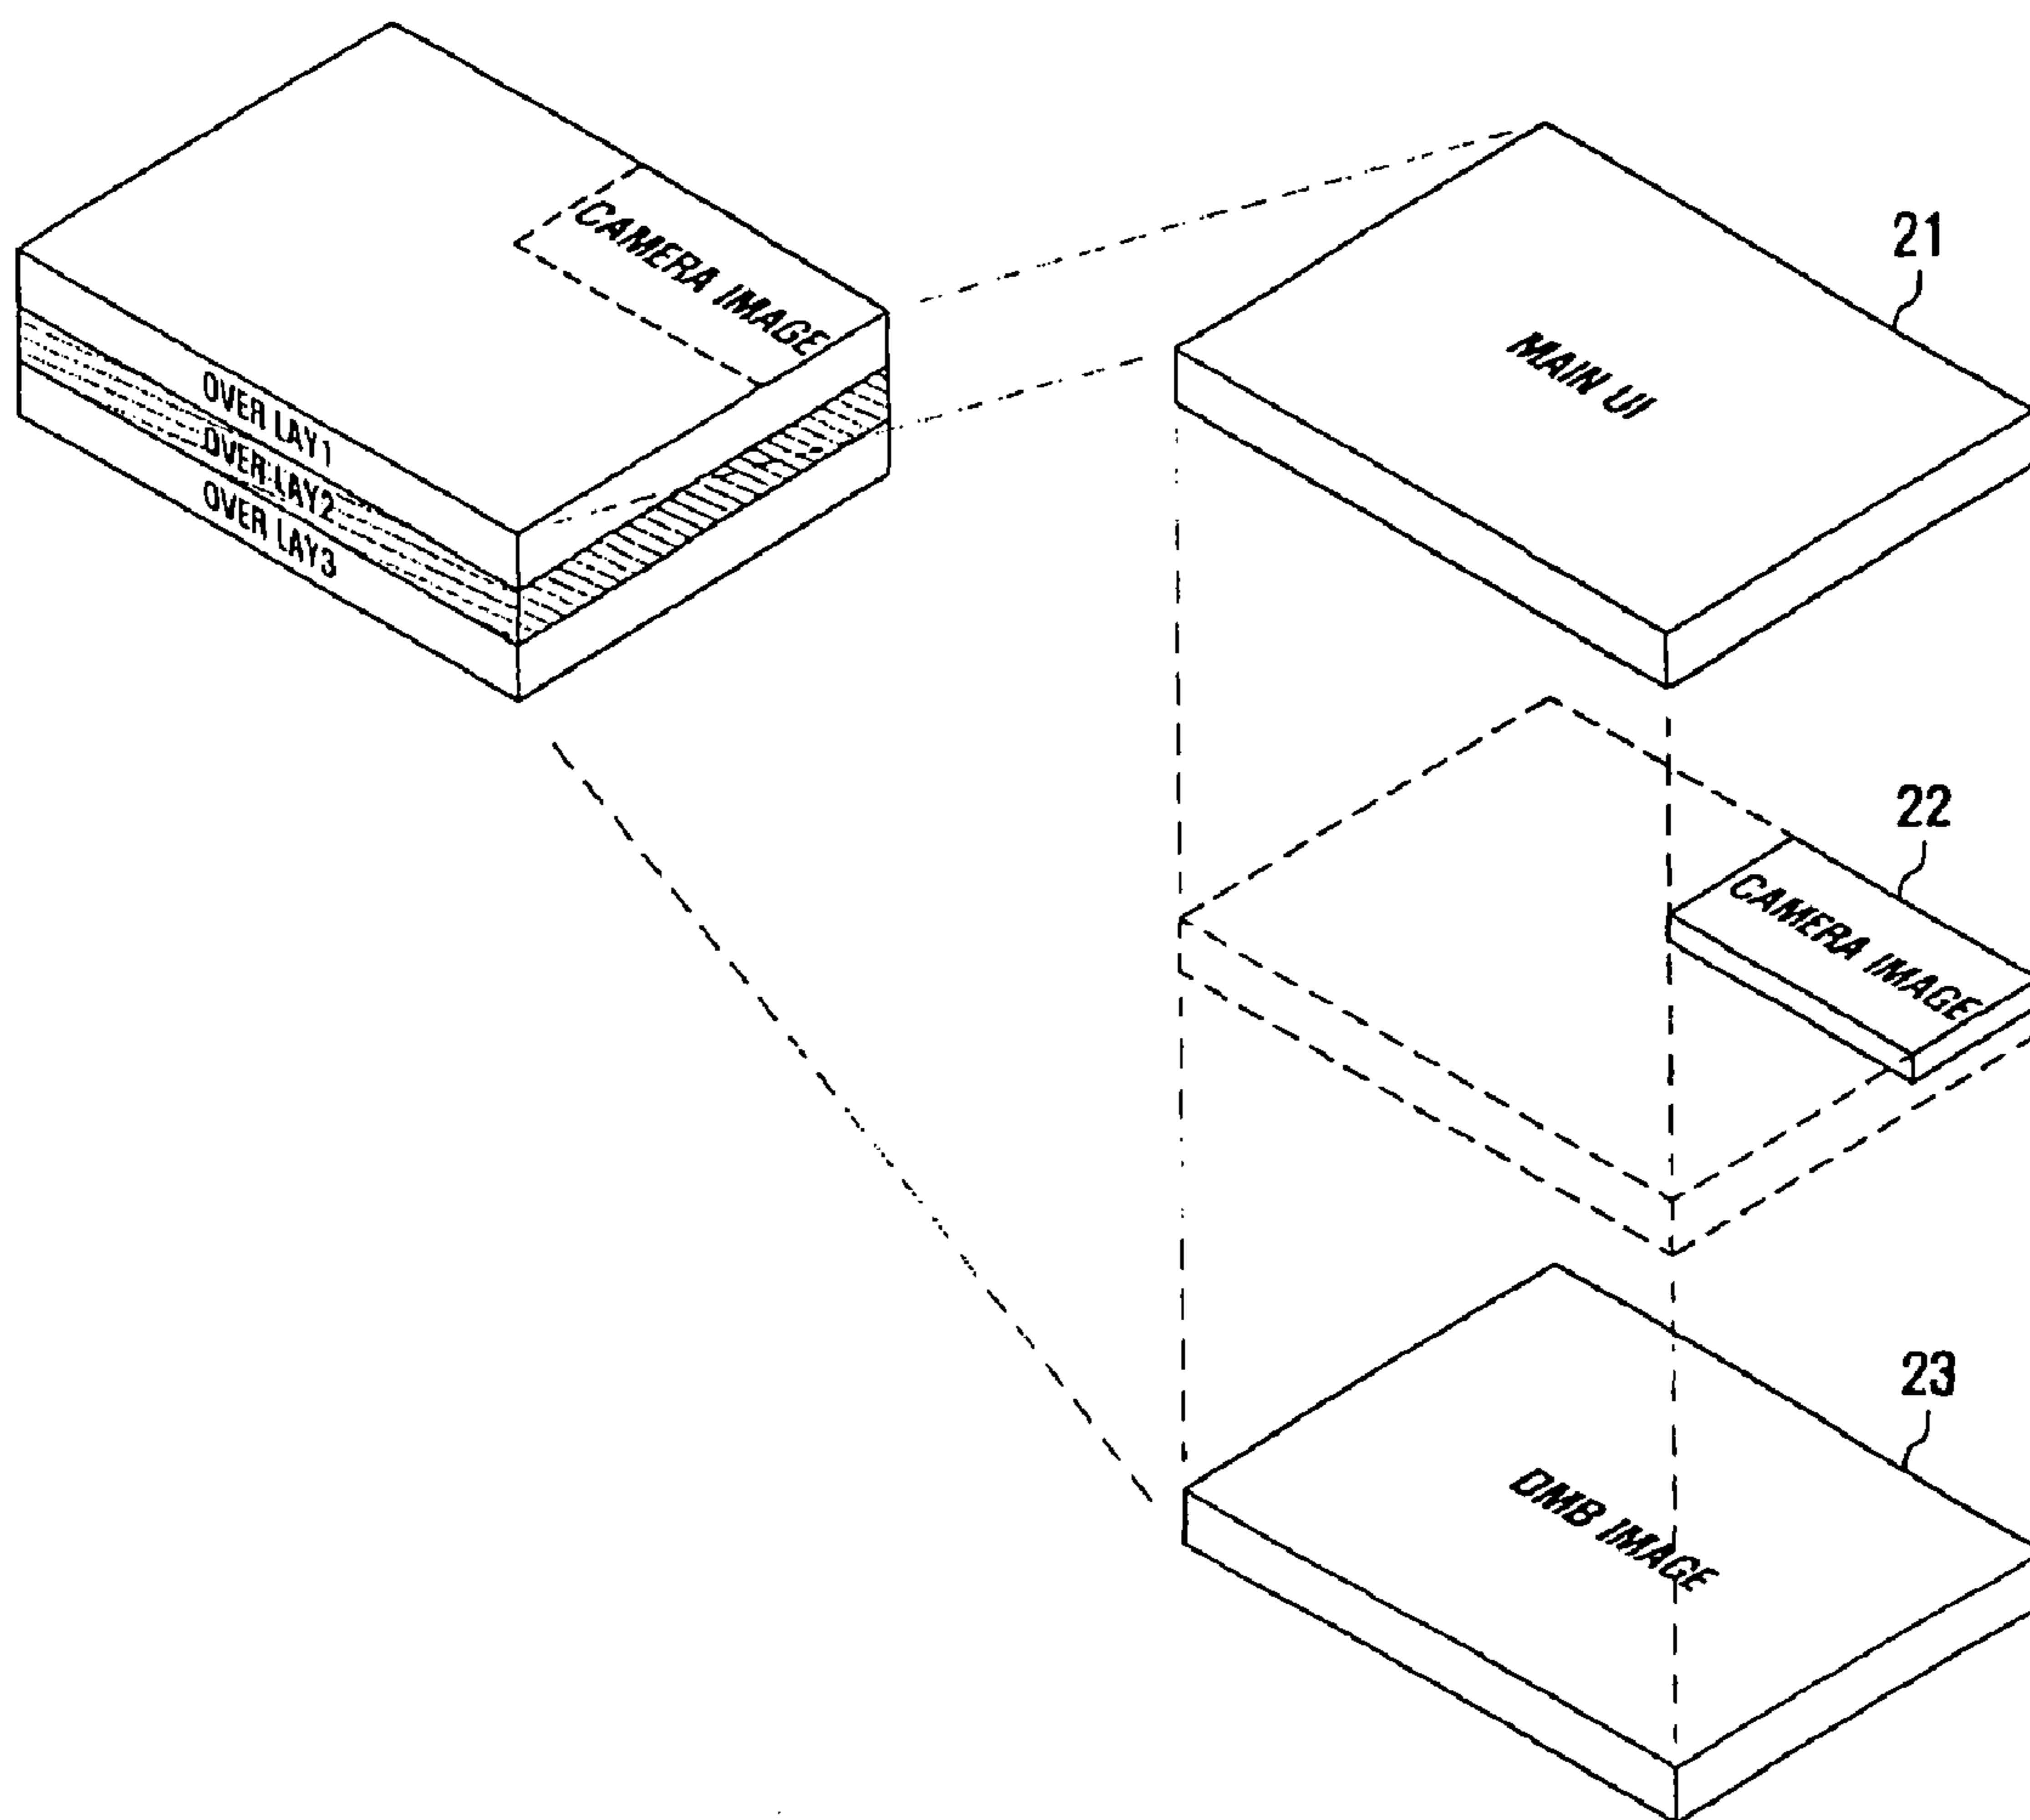 CAMERA IMAGE
OVER LAY1
OVER LAY2
OVER LAY3
21
MAIN UI
22
CAMERA IMAGE
23
DMB IMAGE